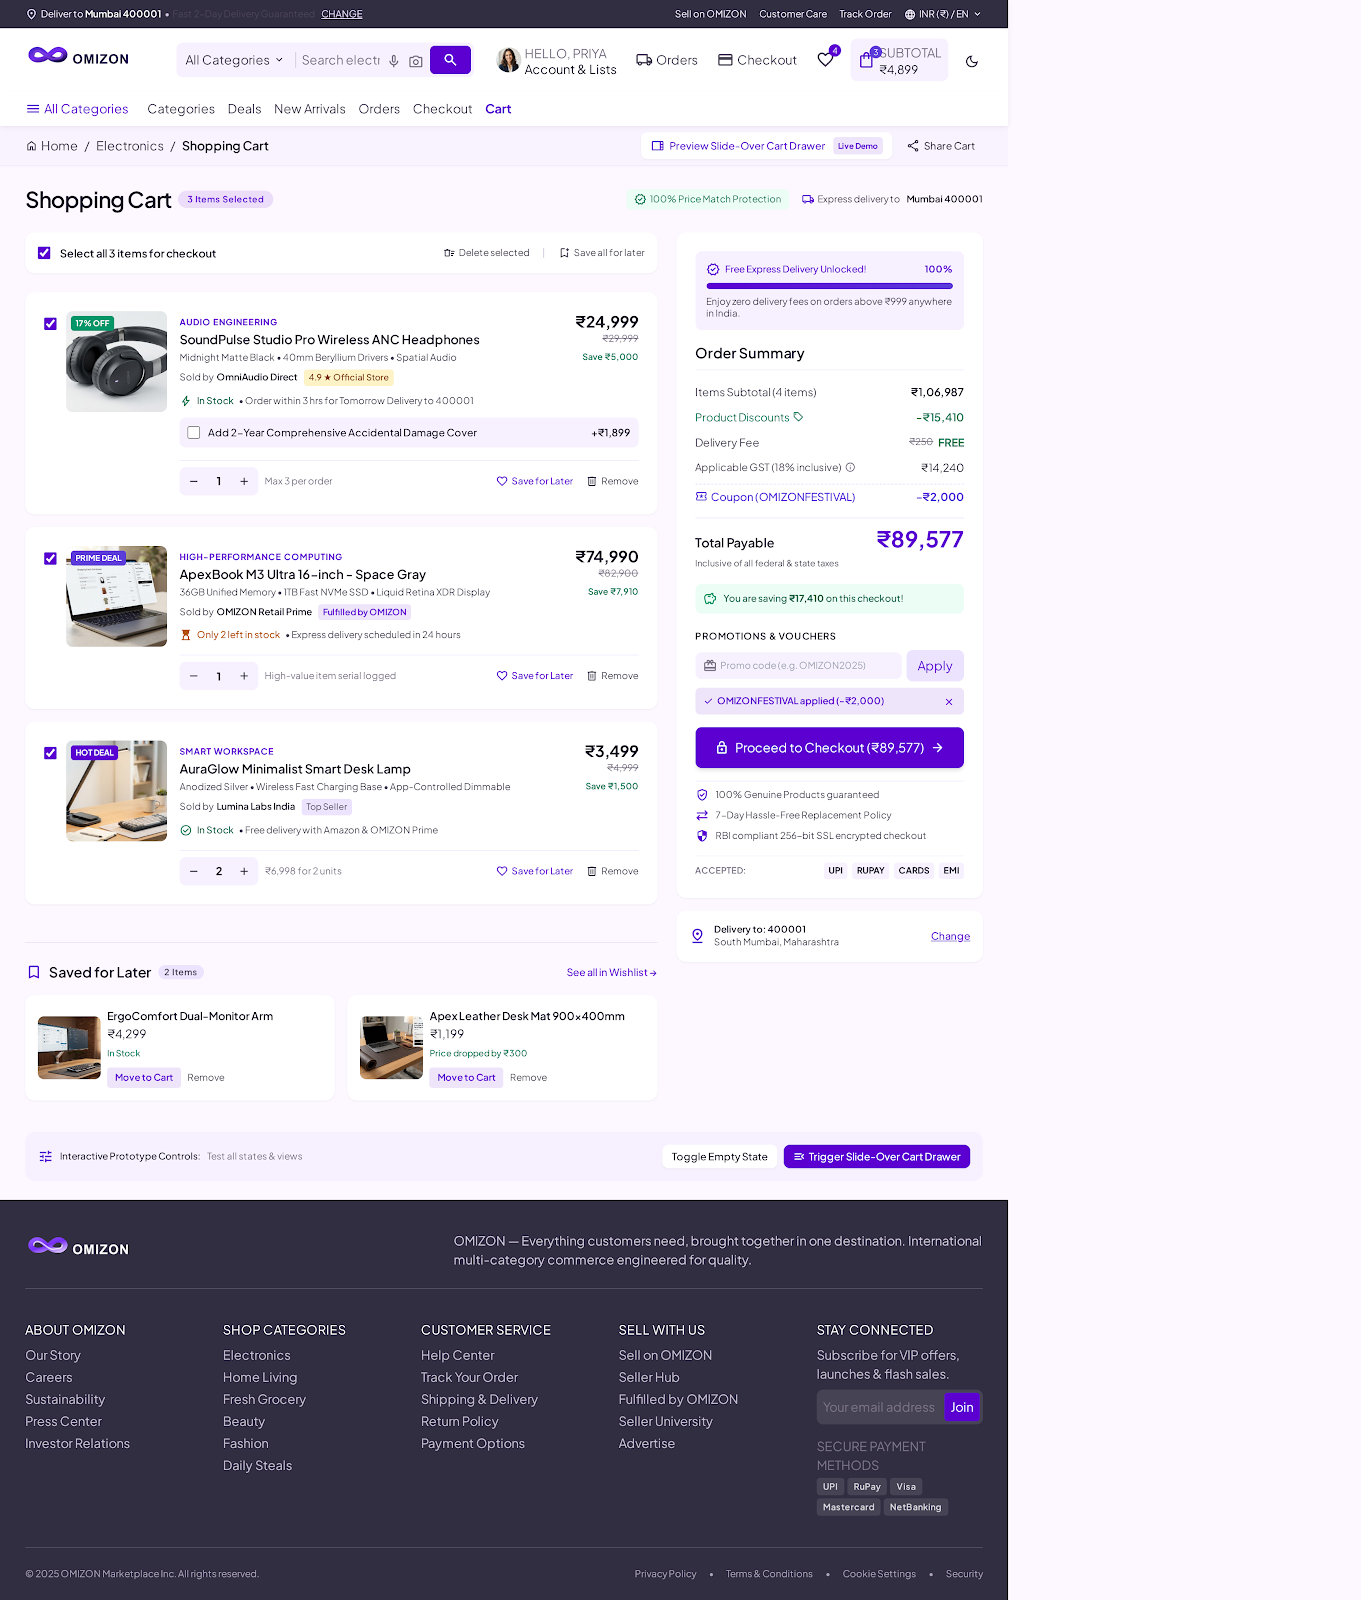 Deliver to Mumbai 400001 • Fast 2-Day Delivery Guaranteed CHANGE
Sell on OMIZON Customer Care Track Order INR (₹) / EN
OMIZON
All Categories
Search electr
HELLO, PRIYA
Account & Lists
Orders
Checkout
4
3
SUBTOTAL
₹4,899
All Categories Categories Deals New Arrivals Orders Checkout Cart
Home / Electronics / Shopping Cart
Preview Slide-Over Cart Drawer Live Demo
Share Cart
Shopping Cart 3 Items Selected
100% Price Match Protection
Express delivery to Mumbai 400001
Select all 3 items for checkout
Delete selected | Save all for later
17% OFF
AUDIO ENGINEERING
SoundPulse Studio Pro Wireless ANC Headphones
Midnight Matte Black • 40mm Beryllium Drivers • Spatial Audio
Sold by OmniAudio Direct 4.9 ★ Official Store
In Stock • Order within 3 hrs for Tomorrow Delivery to 400001
₹24,999
₹29,999
Save ₹5,000
Add 2-Year Comprehensive Accidental Damage Cover +₹1,899
− 1 + Max 3 per order
Save for Later Remove
PRIME DEAL
HIGH-PERFORMANCE COMPUTING
ApexBook M3 Ultra 16-inch - Space Gray
36GB Unified Memory • 1TB Fast NVMe SSD • Liquid Retina XDR Display
Sold by OMIZON Retail Prime Fulfilled by OMIZON
Only 2 left in stock • Express delivery scheduled in 24 hours
₹74,990
₹82,900
Save ₹7,910
− 1 + High-value item serial logged
Save for Later Remove
HOT DEAL
SMART WORKSPACE
AuraGlow Minimalist Smart Desk Lamp
Anodized Silver • Wireless Fast Charging Base • App-Controlled Dimmable
Sold by Lumina Labs India Top Seller
In Stock • Free delivery with Amazon & OMIZON Prime
₹3,499
₹4,999
Save ₹1,500
− 2 + ₹6,998 for 2 units
Save for Later Remove
Free Express Delivery Unlocked! 100%
Enjoy zero delivery fees on orders above ₹999 anywhere
in India.
Order Summary
Items Subtotal (4 items) ₹1,06,987
Product Discounts -₹15,410
Delivery Fee ₹250 FREE
Applicable GST (18% inclusive) ₹14,240
Coupon (OMIZONFESTIVAL) -₹2,000
Total Payable ₹89,577
Inclusive of all federal & state taxes
You are saving ₹17,410 on this checkout!
PROMOTIONS & VOUCHERS
Promo code (e.g. OMIZON2025) Apply
OMIZONFESTIVAL applied (-₹2,000)
Proceed to Checkout (₹89,577) →
100% Genuine Products guaranteed
7-Day Hassle-Free Replacement Policy
RBI compliant 256-bit SSL encrypted checkout
ACCEPTED: UPI RUPAY CARDS EMI
Delivery to: 400001
South Mumbai, Maharashtra
Change
Saved for Later 2 Items
See all in Wishlist →
ErgoComfort Dual-Monitor Arm
₹4,299
In Stock
Move to Cart Remove
Apex Leather Desk Mat 900×400mm
₹1,199
Price dropped by ₹300
Move to Cart Remove
Interactive Prototype Controls: Test all states & views
Toggle Empty State
Trigger Slide-Over Cart Drawer
OMIZON
OMIZON — Everything customers need, brought together in one destination. International
multi-category commerce engineered for quality.
ABOUT OMIZON
Our Story
Careers
Sustainability
Press Center
Investor Relations
SHOP CATEGORIES
Electronics
Home Living
Fresh Grocery
Beauty
Fashion
Daily Steals
CUSTOMER SERVICE
Help Center
Track Your Order
Shipping & Delivery
Return Policy
Payment Options
SELL WITH US
Sell on OMIZON
Seller Hub
Fulfilled by OMIZON
Seller University
Advertise
STAY CONNECTED
Subscribe for VIP offers,
launches & flash sales.
Your email address Join
SECURE PAYMENT
METHODS
UPI RuPay Visa
Mastercard NetBanking
© 2025 OMIZON Marketplace Inc. All rights reserved.
Privacy Policy • Terms & Conditions • Cookie Settings • Security